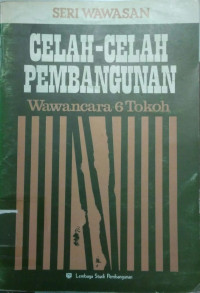 SERI WAWASAN
CELAH-CELAH
PEMBANGUNAN
Wawancara 6 Tokoh
Lembaga Studi Pembangunan